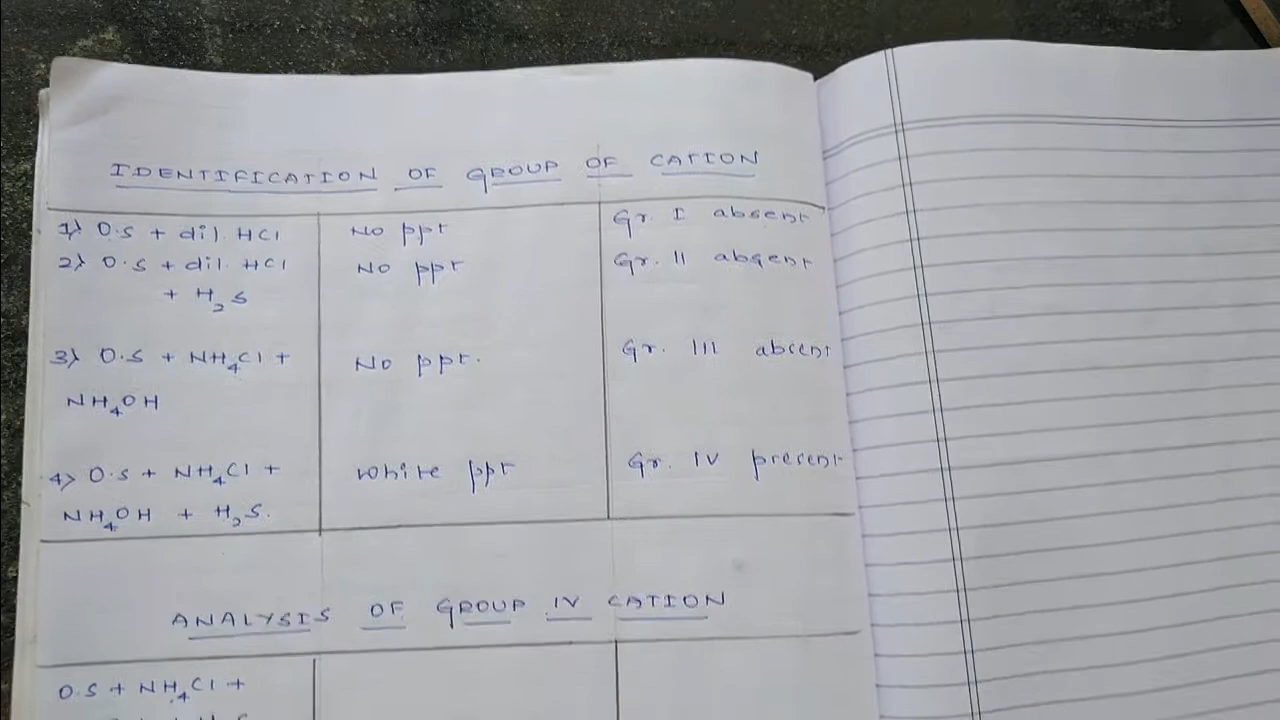 IDENTIFICATION OF GROUP OF CATION
1) O.S + dil. HCl No ppt Gr. I absent
2) O.S + dil. HCl No ppt Gr. II absent
+ H2S
3) O.S + NH4Cl + No ppt. Gr. III absent
NH4OH
4) O.S + NH4Cl + White ppt Gr. IV present
NH4OH + H2S.
ANALYSIS OF GROUP IV CATION
O.S + NH4Cl +